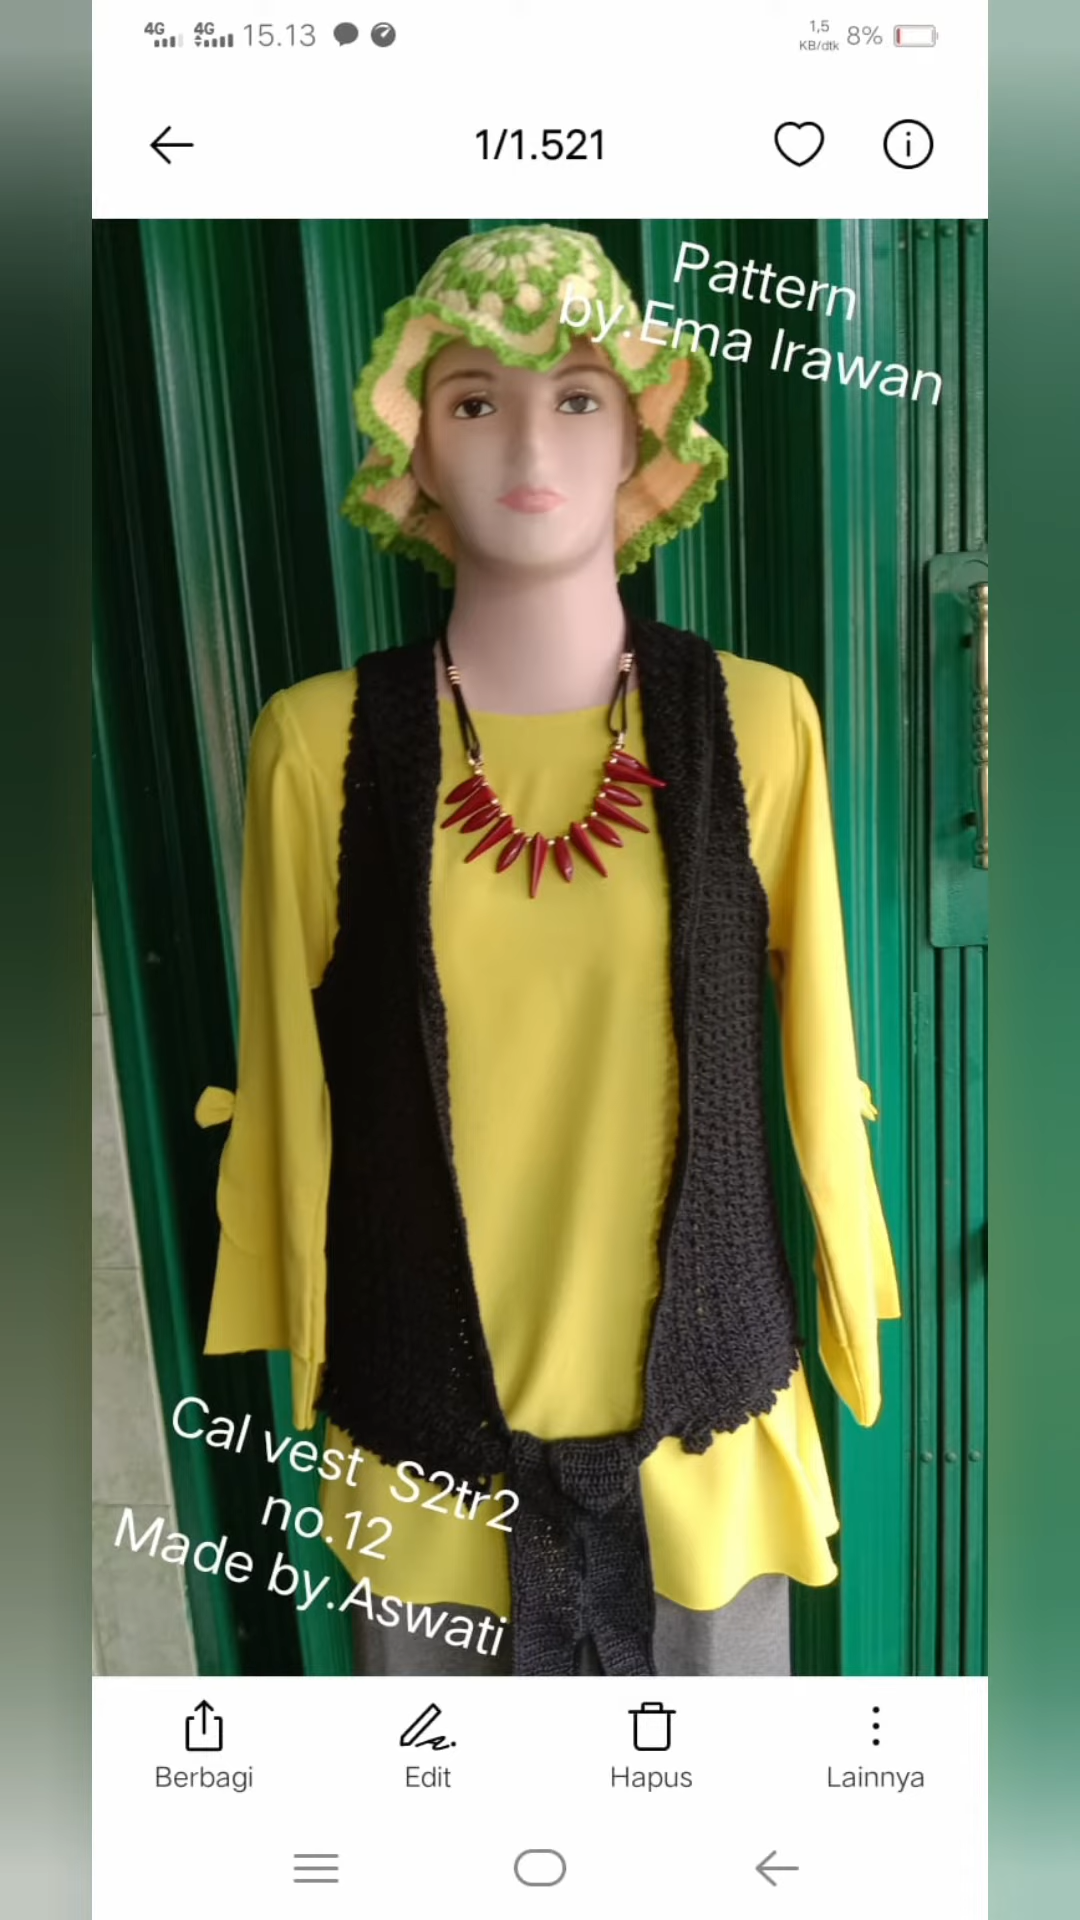 4G 4G 15.13 1,5 KB/dtk 8%
1/1.521
Pattern
by.Ema Irawan
Cal vest S2tr2
no.12
Made by.Aswati
Berbagi Edit Hapus Lainnya